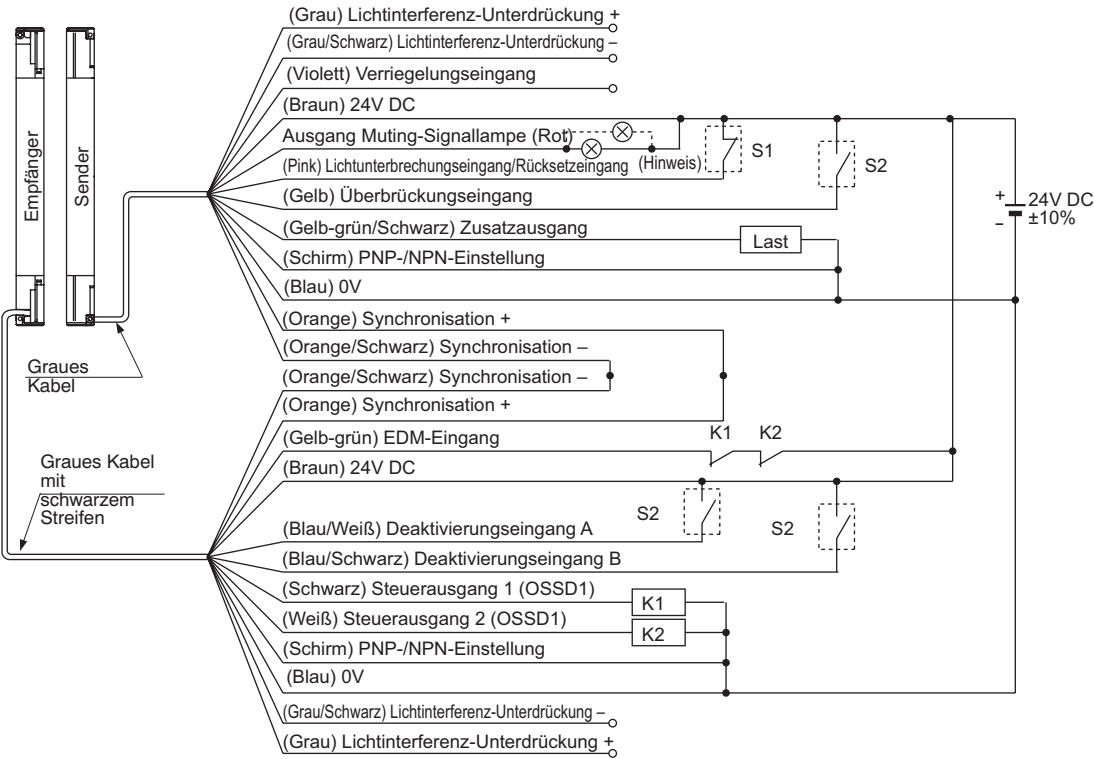 (Grau) Lichtinterferenz-Unterdrückung +
(Grau/Schwarz) Lichtinterferenz-Unterdrückung –
(Violett) Verriegelungseingang
(Braun) 24V DC
Ausgang Muting-Signallampe (Rot)
(Hinweis)
S1
S2
(Pink) Lichtunterbrechungseingang/Rücksetzeingang
(Gelb) Überbrückungseingang
+
–
24V DC
±10%
(Gelb-grün/Schwarz) Zusatzausgang
Last
(Schirm) PNP-/NPN-Einstellung
(Blau) 0V
Empfänger
Sender
(Orange) Synchronisation +
(Orange/Schwarz) Synchronisation –
Graues
Kabel
(Orange/Schwarz) Synchronisation –
(Orange) Synchronisation +
(Gelb-grün) EDM-Eingang
K1
K2
(Braun) 24V DC
Graues Kabel
mit
schwarzem
Streifen
S2
S2
(Blau/Weiß) Deaktivierungseingang A
(Blau/Schwarz) Deaktivierungseingang B
(Schwarz) Steuerausgang 1 (OSSD1)
K1
(Weiß) Steuerausgang 2 (OSSD1)
K2
(Schirm) PNP-/NPN-Einstellung
(Blau) 0V
(Grau/Schwarz) Lichtinterferenz-Unterdrückung –
(Grau) Lichtinterferenz-Unterdrückung +